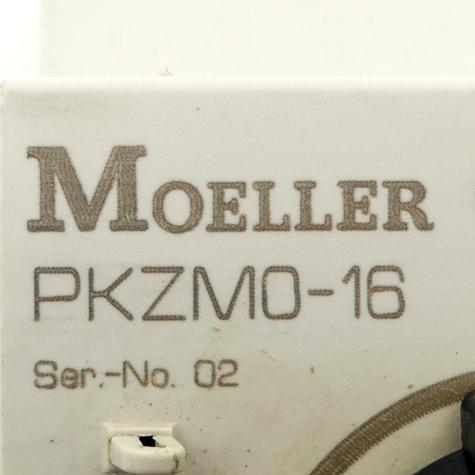 MOELLER
PKZM0-16
Ser.-No. 02